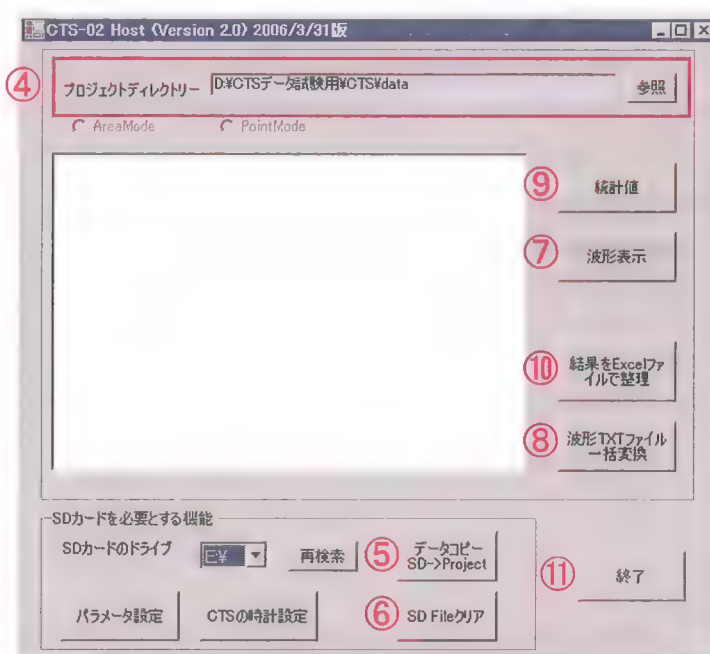 CTS-02 Host (Version 2.0) 2006/3/31版
④
プロジェクトディレクトリー
D:¥CTSデータ試験用¥CTS¥data
参照
AreaMode
PointMode
⑨
統計値
⑦
波形表示
⑩
結果をExcelファ
イルで整理
⑧
波形TXTファイル
一括変換
SDカードを必要とする機能
SDカードのドライブ
E:¥
再検索
⑤
データコピー
SD->Project
⑪
終了
パラメータ設定
CTSの時計設定
⑥
SD Fileクリア